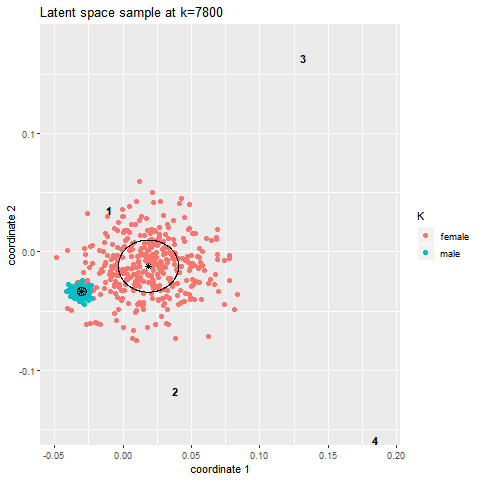 Latent space sample at k=7800
3
0.1
1
K
female
male
0.0
coordinate 2
-0.1
2
4
-0.05
0.00
0.05
0.10
0.15
0.20
coordinate 1